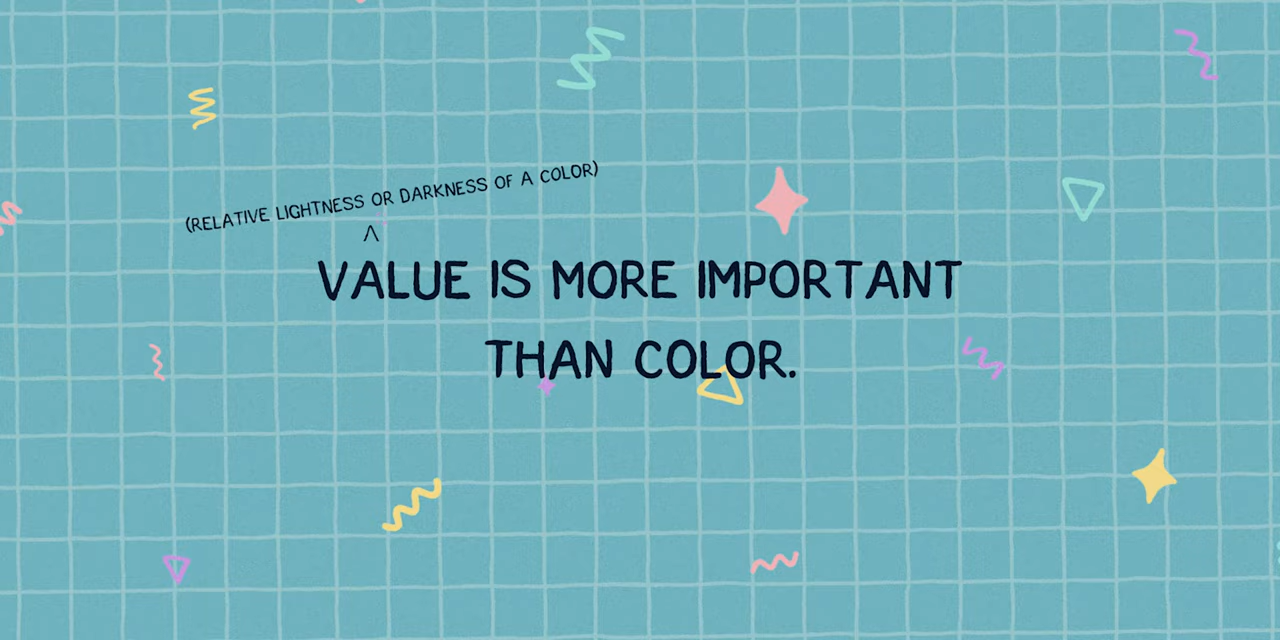 (RELATIVE LIGHTNESS OR DARKNESS OF A COLOR)
VALUE IS MORE IMPORTANT
THAN COLOR.